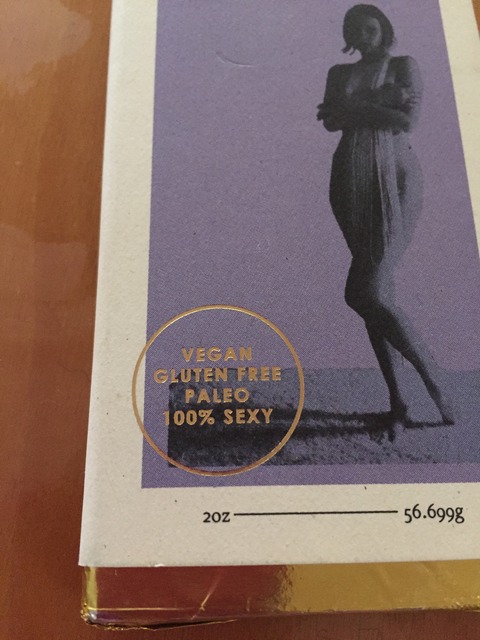 VEGAN
GLUTEN FREE
PALEO
100% SEXY
2oz 56.699g